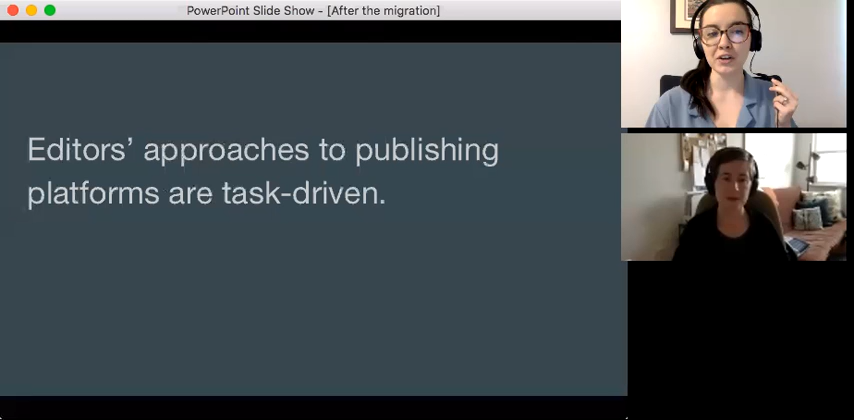 PowerPoint Slide Show - [After the migration]
Editors’ approaches to publishing
platforms are task-driven.